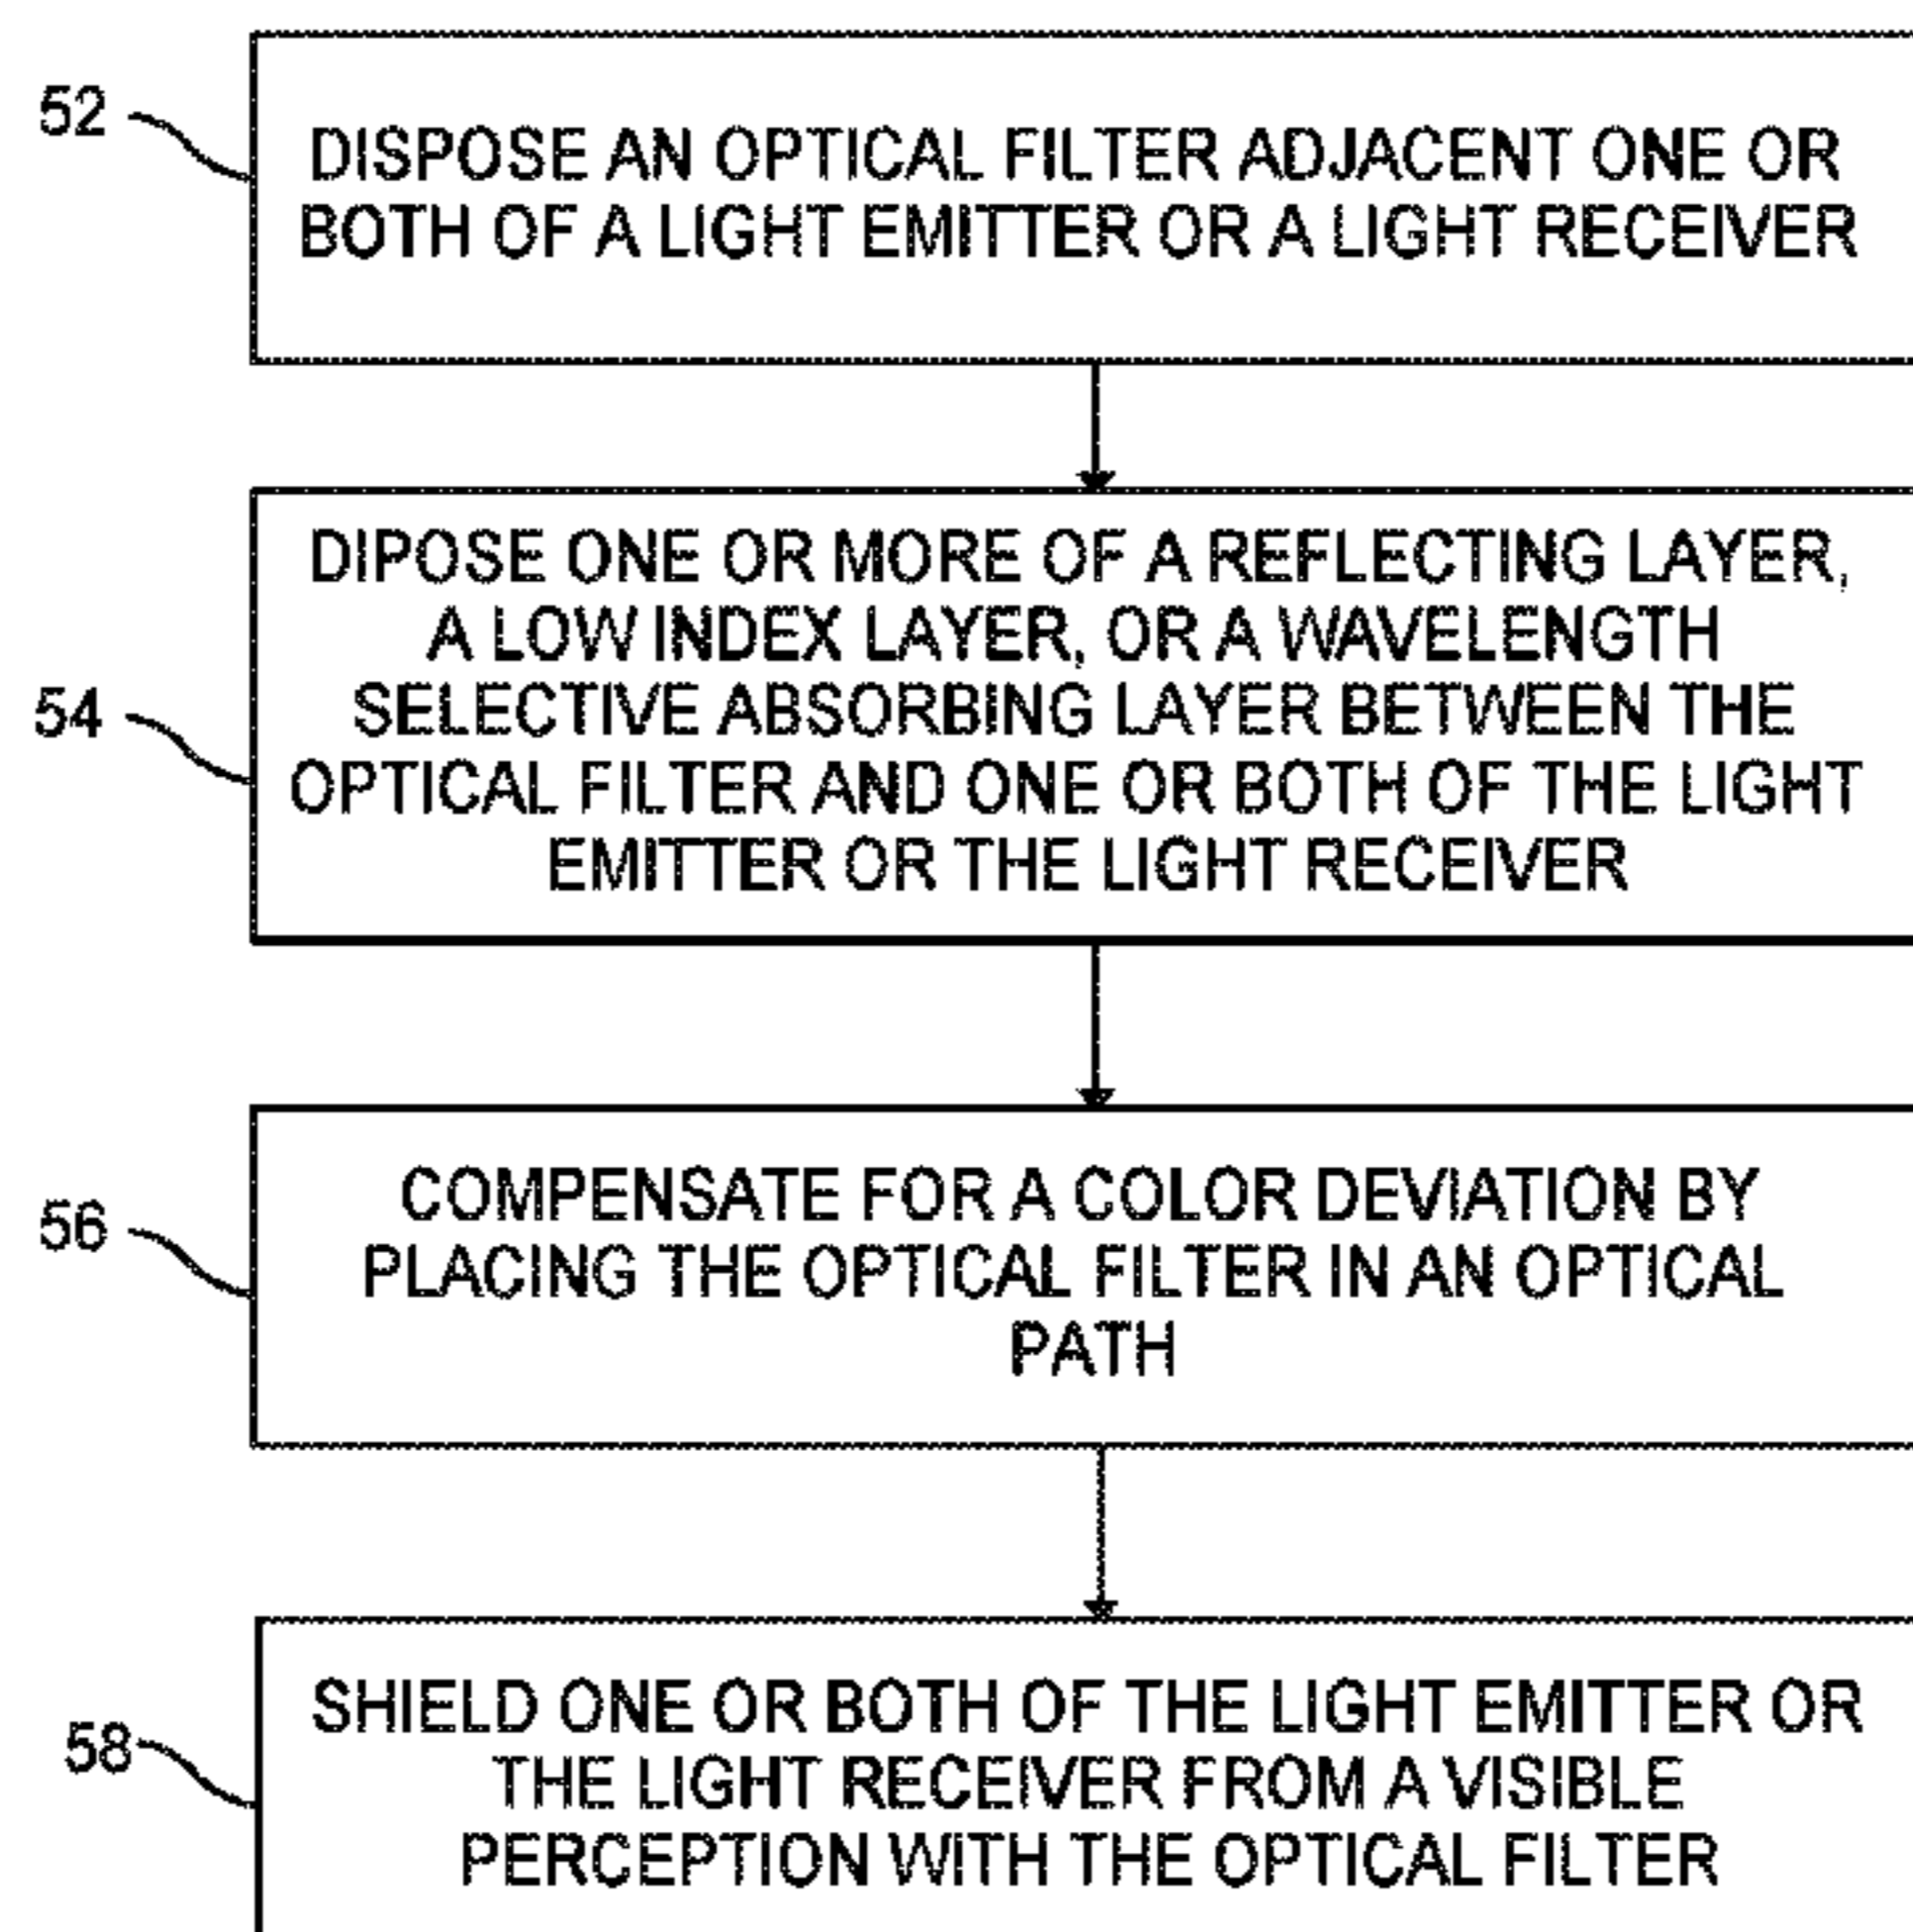 52
DISPOSE AN OPTICAL FILTER ADJACENT ONE OR
BOTH OF A LIGHT EMITTER OR A LIGHT RECEIVER
54
DIPOSE ONE OR MORE OF A REFLECTING LAYER,
A LOW INDEX LAYER, OR A WAVELENGTH
SELECTIVE ABSORBING LAYER BETWEEN THE
OPTICAL FILTER AND ONE OR BOTH OF THE LIGHT
EMITTER OR THE LIGHT RECEIVER
56
COMPENSATE FOR A COLOR DEVIATION BY
PLACING THE OPTICAL FILTER IN AN OPTICAL
PATH
58
SHIELD ONE OR BOTH OF THE LIGHT EMITTER OR
THE LIGHT RECEIVER FROM A VISIBLE
PERCEPTION WITH THE OPTICAL FILTER